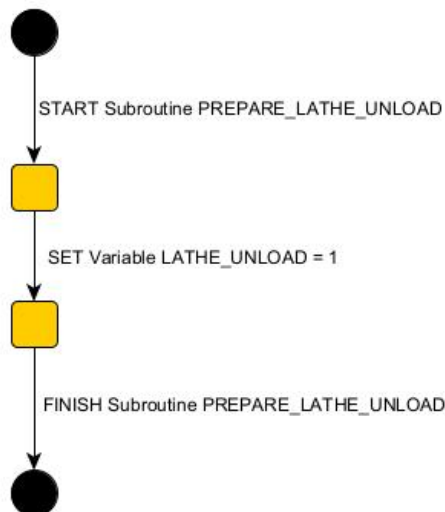 START Subroutine PREPARE_LATHE_UNLOAD
SET Variable LATHE_UNLOAD = 1
FINISH Subroutine PREPARE_LATHE_UNLOAD